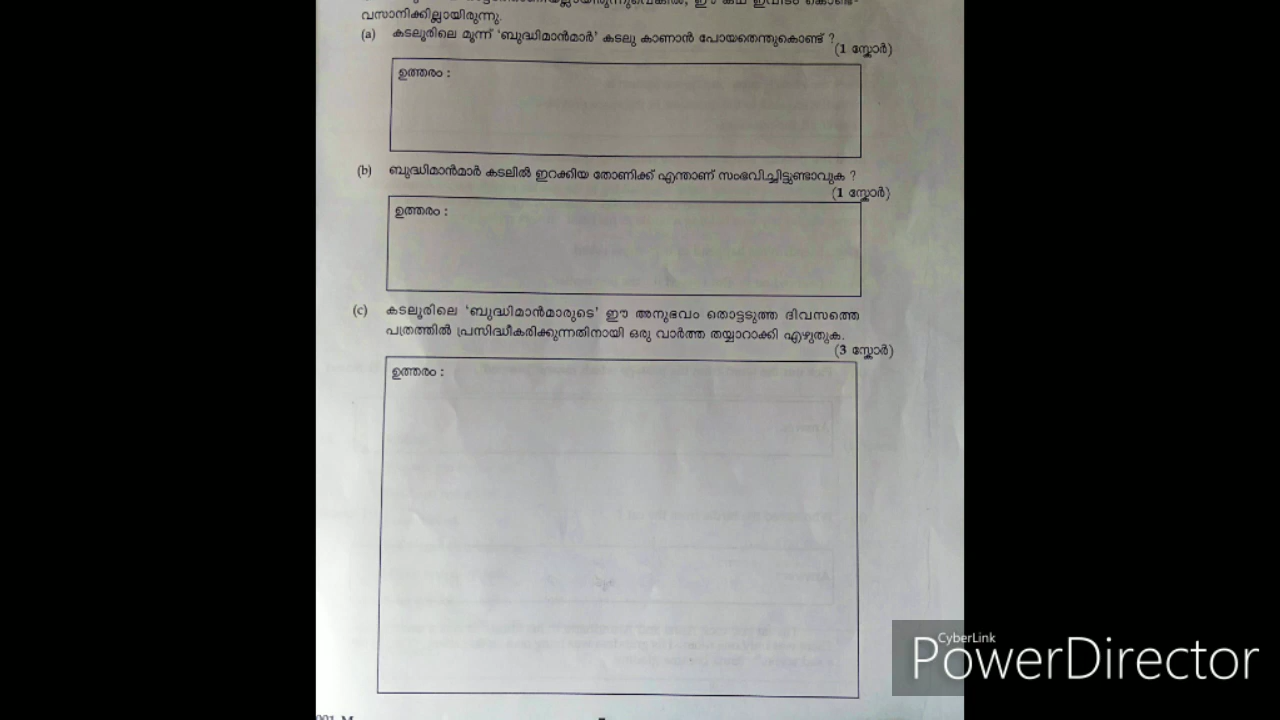 വസാനിക്കില്ലായിരുന്നു.
(a) കടലൂരിലെ മൂന്ന് 'ബുദ്ധിമാൻമാർ' കടലു കാണാൻ പോയതെന്തുകൊണ്ട് ?
(1 സ്കോർ)
ഉത്തരം :
(b) ബുദ്ധിമാൻമാർ കടലിൽ ഇറക്കിയ തോണിക്ക് എന്താണ് സംഭവിച്ചിട്ടുണ്ടാവുക ?
(1 സ്കോർ)
ഉത്തരം :
(c) കടലൂരിലെ 'ബുദ്ധിമാൻമാരുടെ' ഈ അനുഭവം തൊട്ടടുത്ത ദിവസത്തെ
പത്രത്തിൽ പ്രസിദ്ധീകരിക്കുന്നതിനായി ഒരു വാർത്ത തയ്യാറാക്കി എഴുതുക.
(3 സ്കോർ)
ഉത്തരം :
CyberLink
PowerDirector